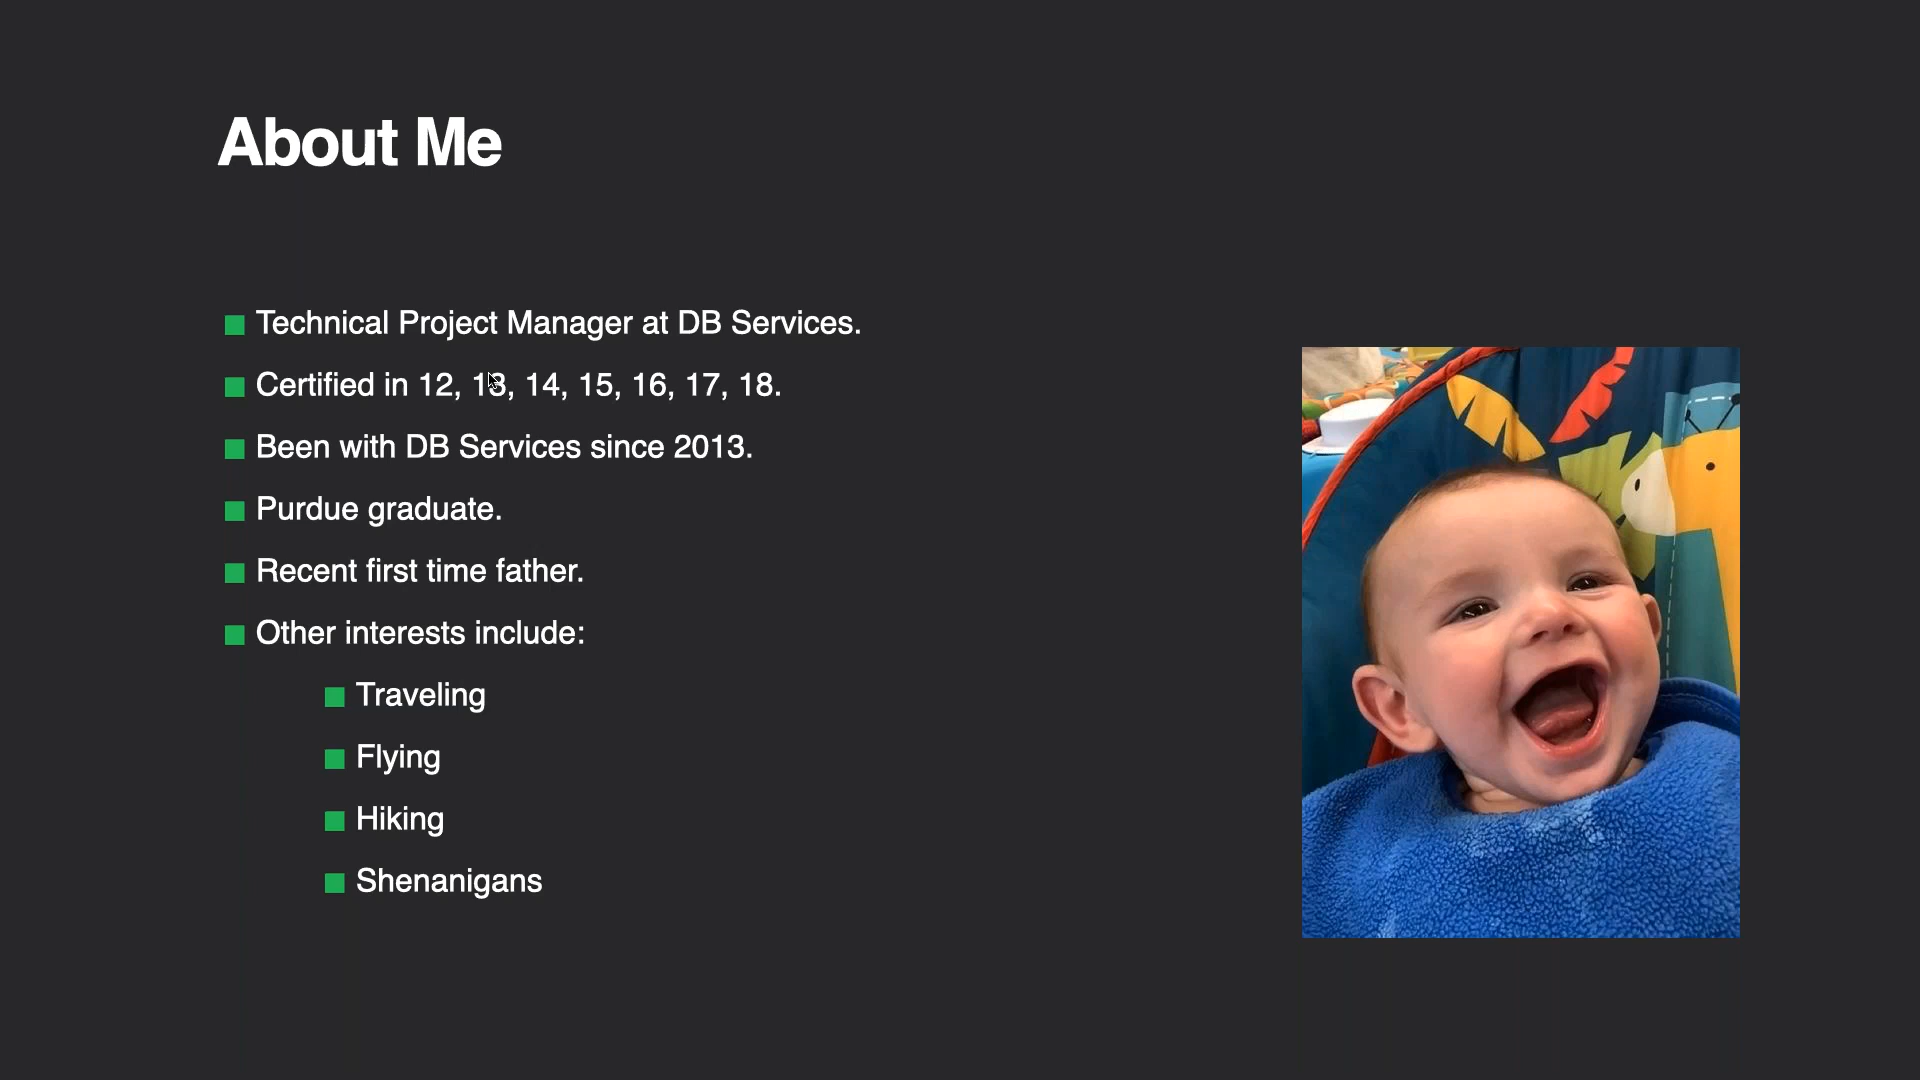 About Me
Technical Project Manager at DB Services.
Certified in 12, 13, 14, 15, 16, 17, 18.
Been with DB Services since 2013.
Purdue graduate.
Recent first time father.
Other interests include:
Traveling
Flying
Hiking
Shenanigans